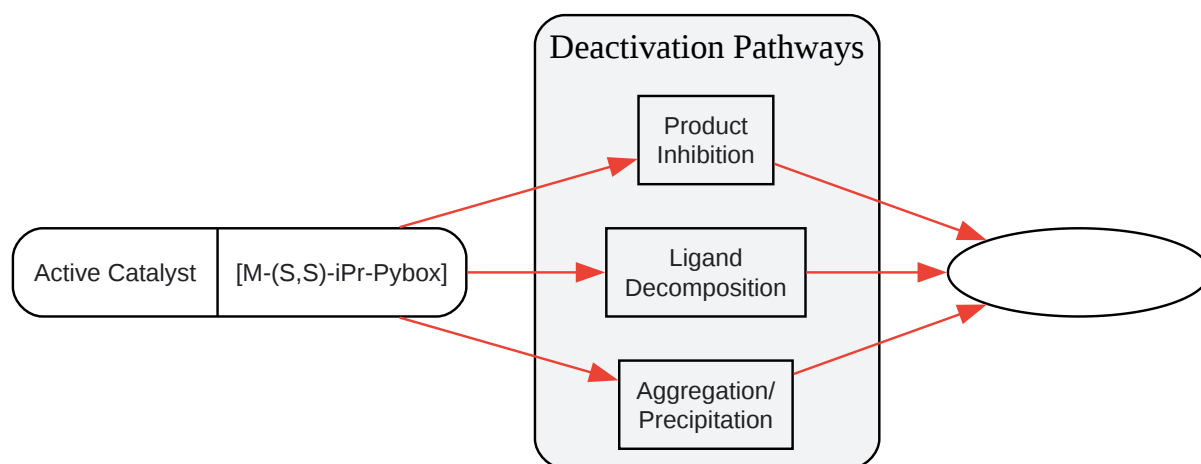 Deactivation Pathways
Product
Inhibition
Active Catalyst
[M-(S,S)-iPr-Pybox]
Ligand
Decomposition
Aggregation/
Precipitation